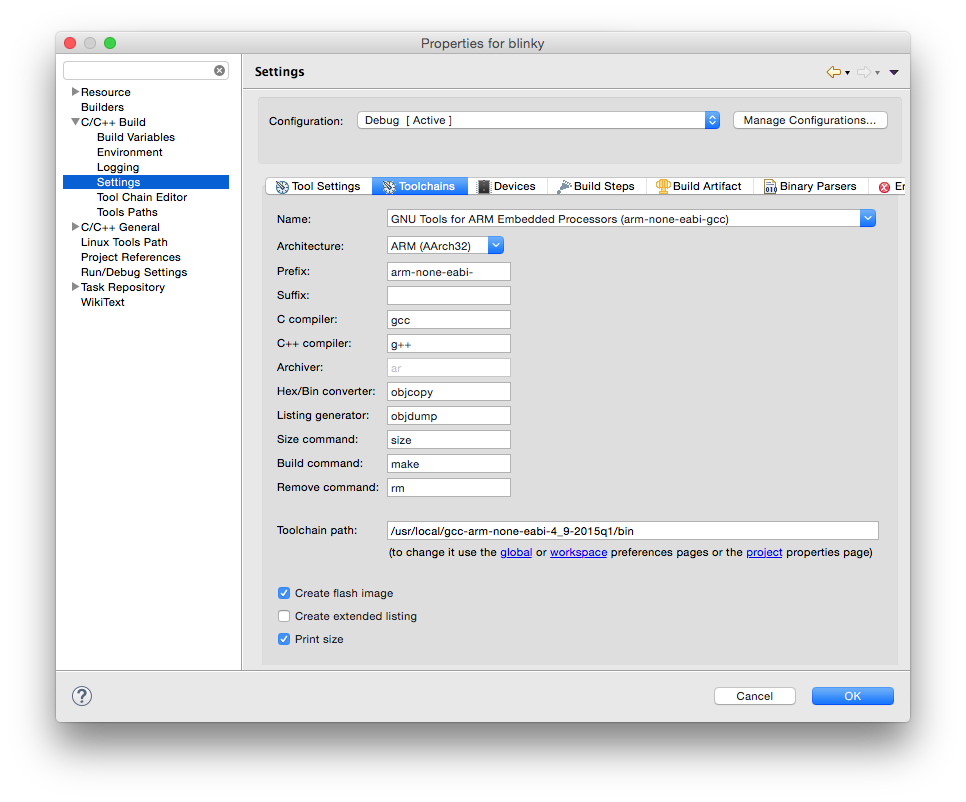 Properties for blinky
Resource
Builders
C/C++ Build
Build Variables
Environment
Logging
Settings
Tool Chain Editor
Tools Paths
C/C++ General
Linux Tools Path
Project References
Run/Debug Settings
Task Repository
WikiText
Settings
Configuration: Debug [ Active ] Manage Configurations...
Tool Settings Toolchains Devices Build Steps Build Artifact Binary Parsers
Name: GNU Tools for ARM Embedded Processors (arm-none-eabi-gcc)
Architecture: ARM (AArch32)
Prefix: arm-none-eabi-
Suffix:
C compiler: gcc
C++ compiler: g++
Archiver: ar
Hex/Bin converter: objcopy
Listing generator: objdump
Size command: size
Build command: make
Remove command: rm
Toolchain path: /usr/local/gcc-arm-none-eabi-4_9-2015q1/bin
(to change it use the global or workspace preferences pages or the project properties page)
Create flash image
Create extended listing
Print size
? Cancel OK